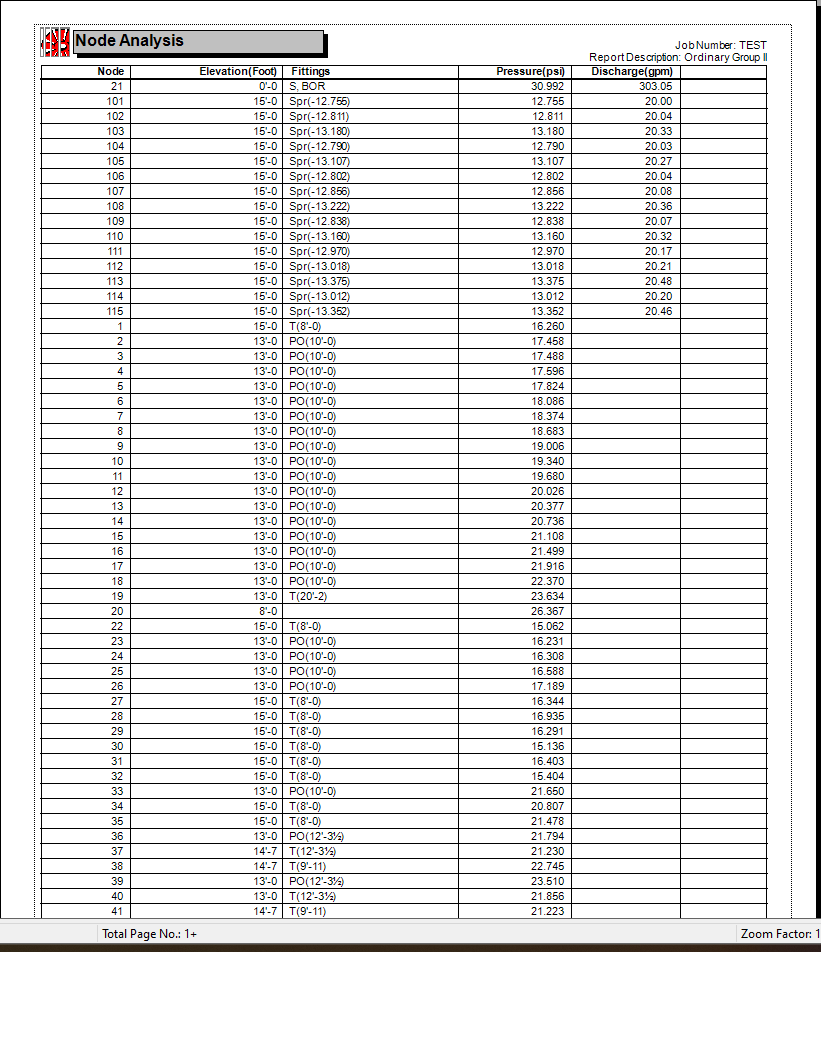 Node Analysis
Job Number: TEST
Report Description: Ordinary Group II
Node Elevation(Foot) Fittings Pressure(psi) Discharge(gpm)
21 0'-0 S, BOR 30.992 303.05
101 15'-0 Spr(-12.755) 12.755 20.00
102 15'-0 Spr(-12.811) 12.811 20.04
103 15'-0 Spr(-13.180) 13.180 20.33
104 15'-0 Spr(-12.790) 12.790 20.03
105 15'-0 Spr(-13.107) 13.107 20.27
106 15'-0 Spr(-12.802) 12.802 20.04
107 15'-0 Spr(-12.856) 12.856 20.08
108 15'-0 Spr(-13.222) 13.222 20.36
109 15'-0 Spr(-12.838) 12.838 20.07
110 15'-0 Spr(-13.160) 13.160 20.32
111 15'-0 Spr(-12.970) 12.970 20.17
112 15'-0 Spr(-13.018) 13.018 20.21
113 15'-0 Spr(-13.375) 13.375 20.48
114 15'-0 Spr(-13.012) 13.012 20.20
115 15'-0 Spr(-13.352) 13.352 20.46
1 15'-0 T(8'-0) 16.260
2 13'-0 PO(10'-0) 17.458
3 13'-0 PO(10'-0) 17.488
4 13'-0 PO(10'-0) 17.596
5 13'-0 PO(10'-0) 17.824
6 13'-0 PO(10'-0) 18.086
7 13'-0 PO(10'-0) 18.374
8 13'-0 PO(10'-0) 18.683
9 13'-0 PO(10'-0) 19.006
10 13'-0 PO(10'-0) 19.340
11 13'-0 PO(10'-0) 19.680
12 13'-0 PO(10'-0) 20.026
13 13'-0 PO(10'-0) 20.377
14 13'-0 PO(10'-0) 20.736
15 13'-0 PO(10'-0) 21.108
16 13'-0 PO(10'-0) 21.499
17 13'-0 PO(10'-0) 21.916
18 13'-0 PO(10'-0) 22.370
19 13'-0 T(20'-2) 23.634
20 8'-0 26.367
22 15'-0 T(8'-0) 15.062
23 13'-0 PO(10'-0) 16.231
24 13'-0 PO(10'-0) 16.308
25 13'-0 PO(10'-0) 16.588
26 13'-0 PO(10'-0) 17.189
27 15'-0 T(8'-0) 16.344
28 15'-0 T(8'-0) 16.935
29 15'-0 T(8'-0) 16.291
30 15'-0 T(8'-0) 15.136
31 15'-0 T(8'-0) 16.403
32 15'-0 T(8'-0) 15.404
33 13'-0 PO(10'-0) 21.650
34 15'-0 T(8'-0) 20.807
35 15'-0 T(8'-0) 21.478
36 13'-0 PO(12'-3½) 21.794
37 14'-7 T(12'-3½) 21.230
38 14'-7 T(9'-11) 22.745
39 13'-0 PO(12'-3½) 23.510
40 13'-0 T(12'-3½) 21.856
41 14'-7 T(9'-11) 21.223
Total Page No.: 1+ Zoom Factor: 1